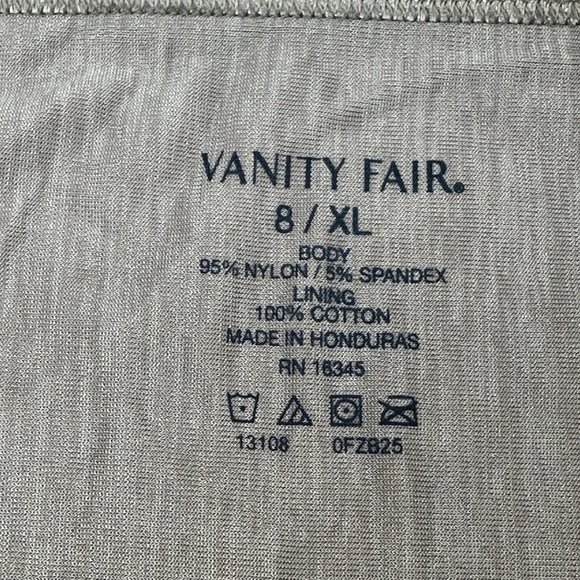 VANITY FAIR®
8 / XL
BODY
95% NYLON / 5% SPANDEX
LINING
100% COTTON
MADE IN HONDURAS
RN 16345
13108 0FZB25